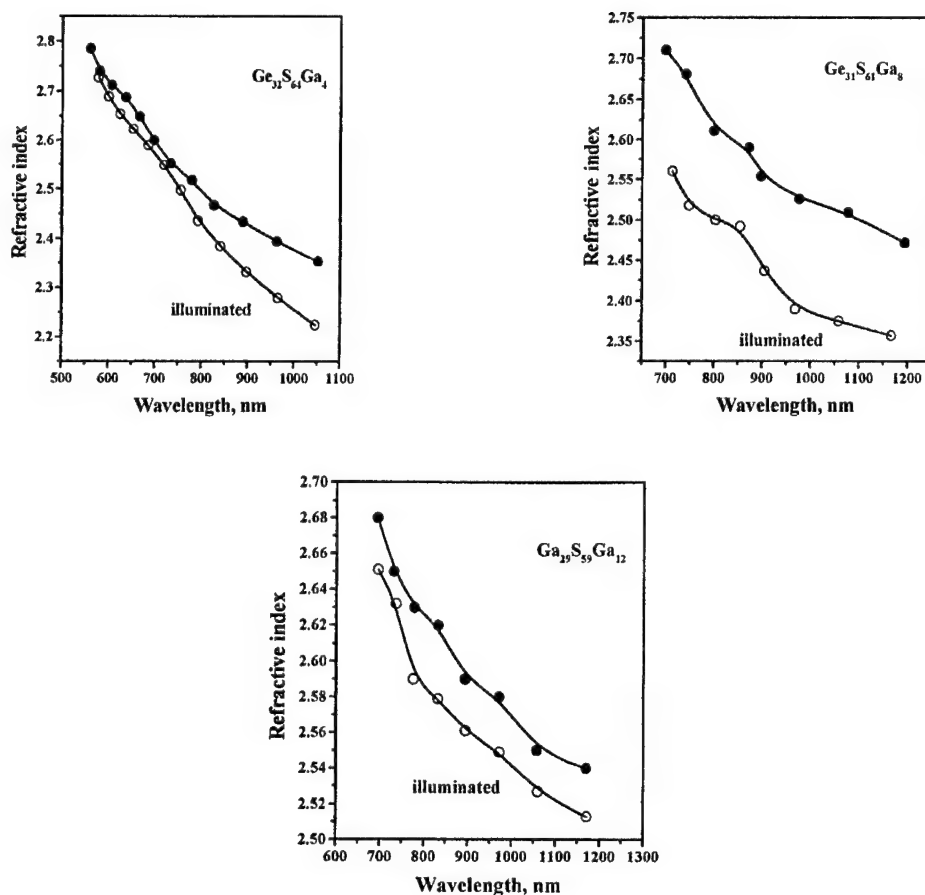 2.8
2.7
2.6
2.5
2.4
2.3
2.2
Refractive index
Ge₃₂S₆₄Ga₄
illuminated
500 600 700 800 900 1000 1100
Wavelength, nm
2.75
2.70
2.65
2.60
2.55
2.50
2.45
2.40
2.35
Refractive index
Ge₃₁S₆₁Ga₈
illuminated
700 800 900 1000 1100 1200
Wavelength, nm
2.70
2.68
2.66
2.64
2.62
2.60
2.58
2.56
2.54
2.52
2.50
Refractive index
Ga₂₉S₅₉Ga₁₂
illuminated
600 700 800 900 1000 1100 1200 1300
Wavelength, nm